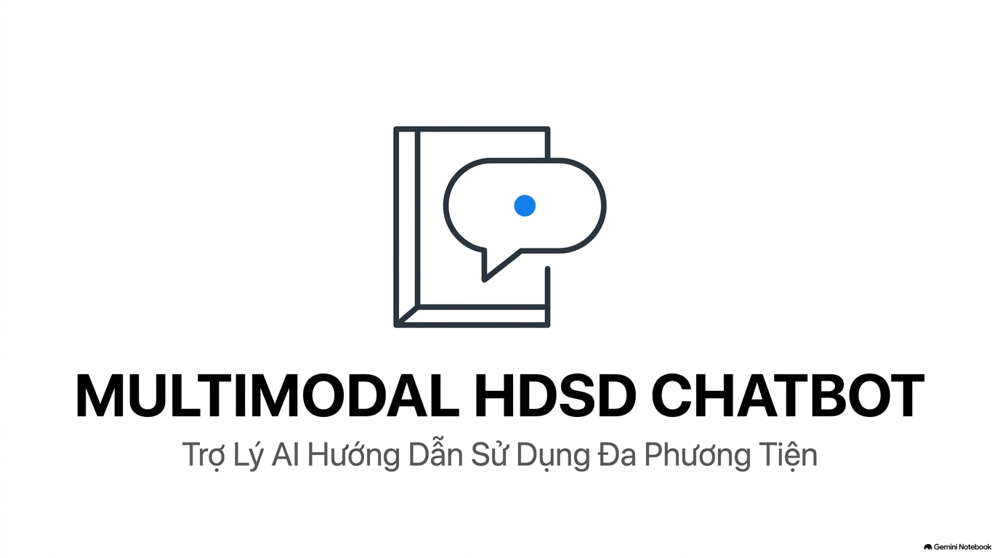 MULTIMODAL HDSD CHATBOT
Trợ Lý AI Hướng Dẫn Sử Dụng Đa Phương Tiện
Gemini Notebook